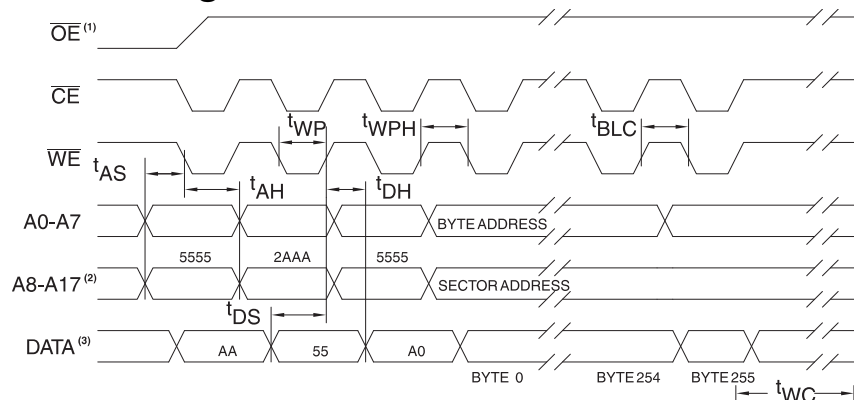 OE (1)
CE
tWP tWPH tBLC
WE
tAS
tAH tDH
A0-A7 BYTE ADDRESS
5555 2AAA 5555
A8-A17 (2) SECTOR ADDRESS
tDS
DATA (3) AA 55 A0
BYTE 0 BYTE 254 BYTE 255
tWC